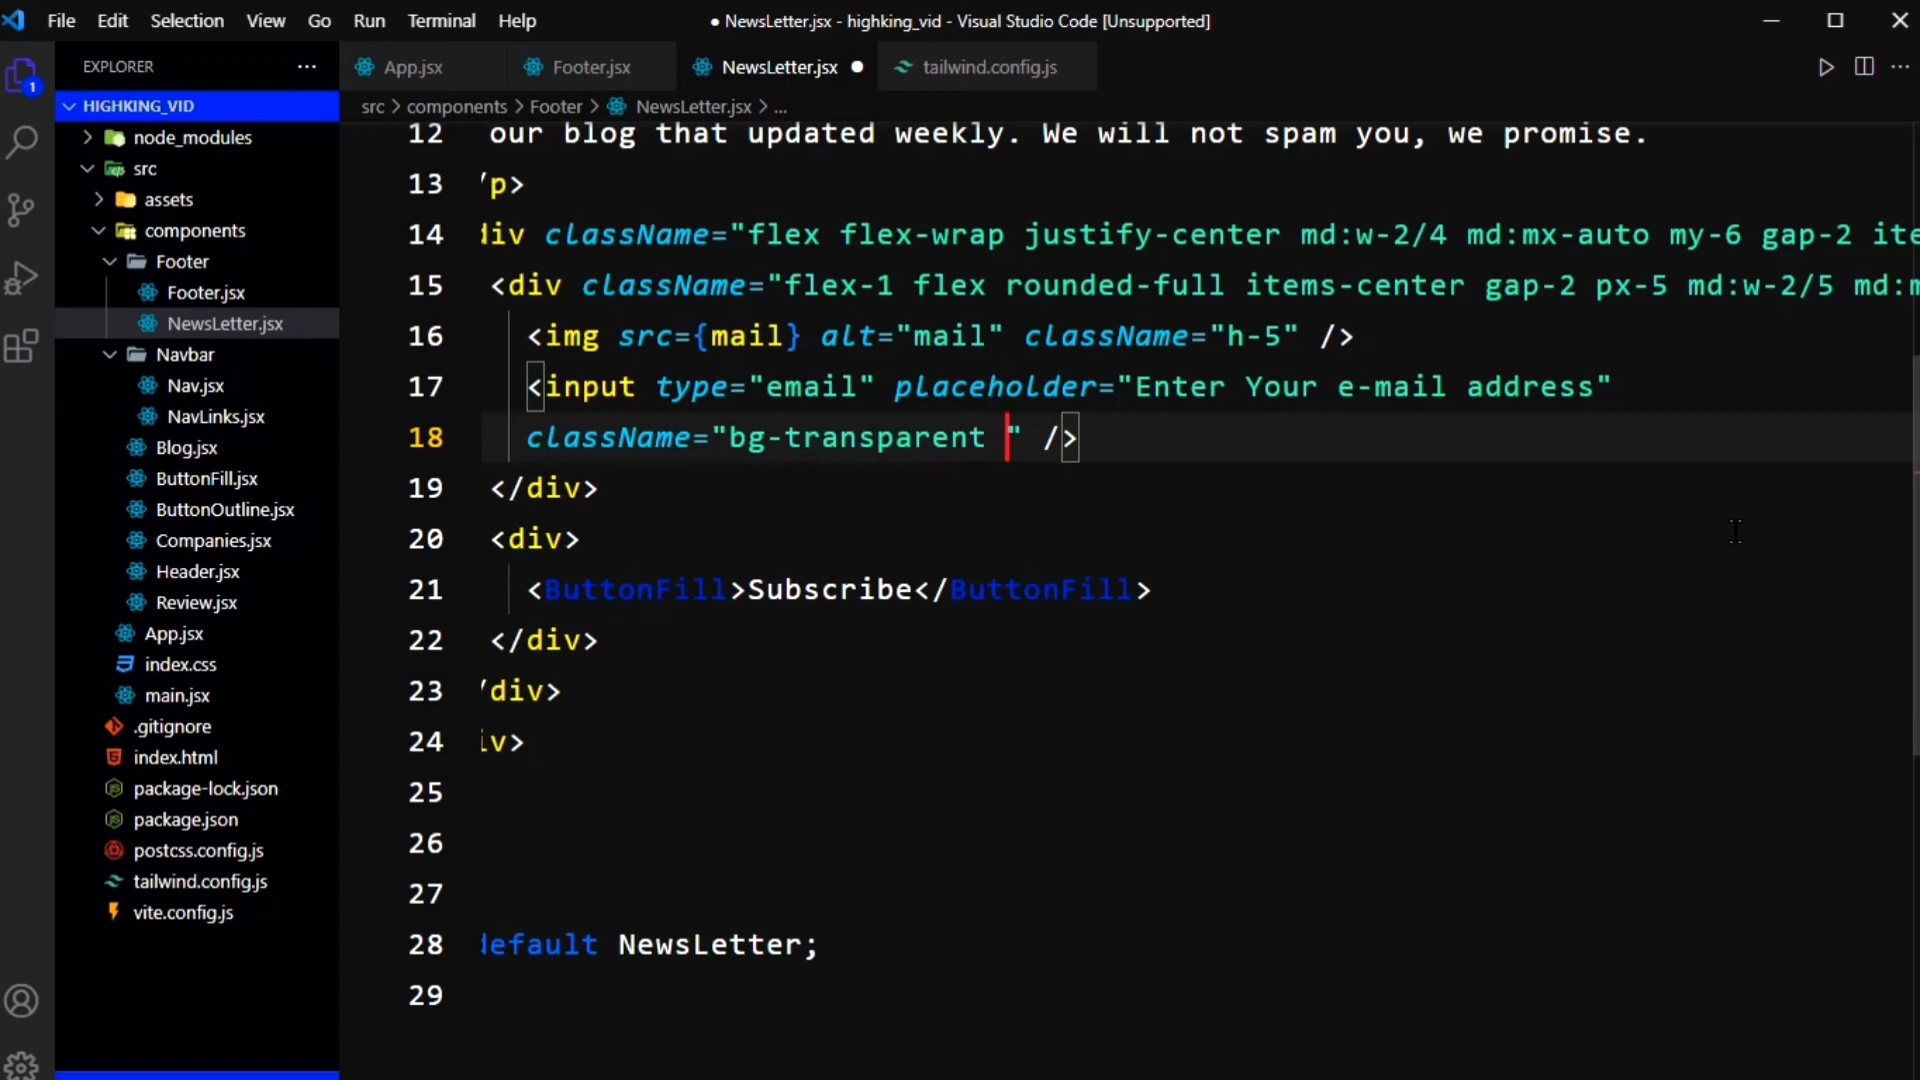 File Edit Selection View Go Run Terminal Help
● NewsLetter.jsx - highking_vid - Visual Studio Code [Unsupported]
EXPLORER
App.jsx
Footer.jsx
NewsLetter.jsx
tailwind.config.js
1
HIGHKING_VID
src > components > Footer > NewsLetter.jsx > ...
node_modules
src
assets
components
Footer
Footer.jsx
NewsLetter.jsx
Navbar
Nav.jsx
NavLinks.jsx
Blog.jsx
ButtonFill.jsx
ButtonOutline.jsx
Companies.jsx
Header.jsx
Review.jsx
App.jsx
index.css
main.jsx
.gitignore
index.html
package-lock.json
package.json
postcss.config.js
tailwind.config.js
vite.config.js
12 our blog that updated weekly. We will not spam you, we promise.
13 /p>
14 div className="flex flex-wrap justify-center md:w-2/4 md:mx-auto my-6 gap-2 ite
15 <div className="flex-1 flex rounded-full items-center gap-2 px-5 md:w-2/5 md:m
16 <img src={mail} alt="mail" className="h-5" />
17 <input type="email" placeholder="Enter Your e-mail address"
18 className="bg-transparent " />
19 </div>
20 <div>
21 <ButtonFill>Subscribe</ButtonFill>
22 </div>
23 /div>
24 iv>
25
26
27
28 default NewsLetter;
29